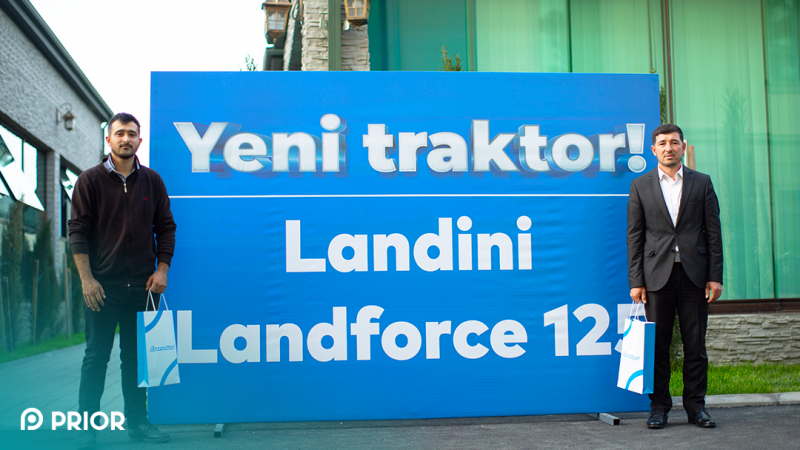 Yeni traktor!
Landini
Landforce 125
PRIOR